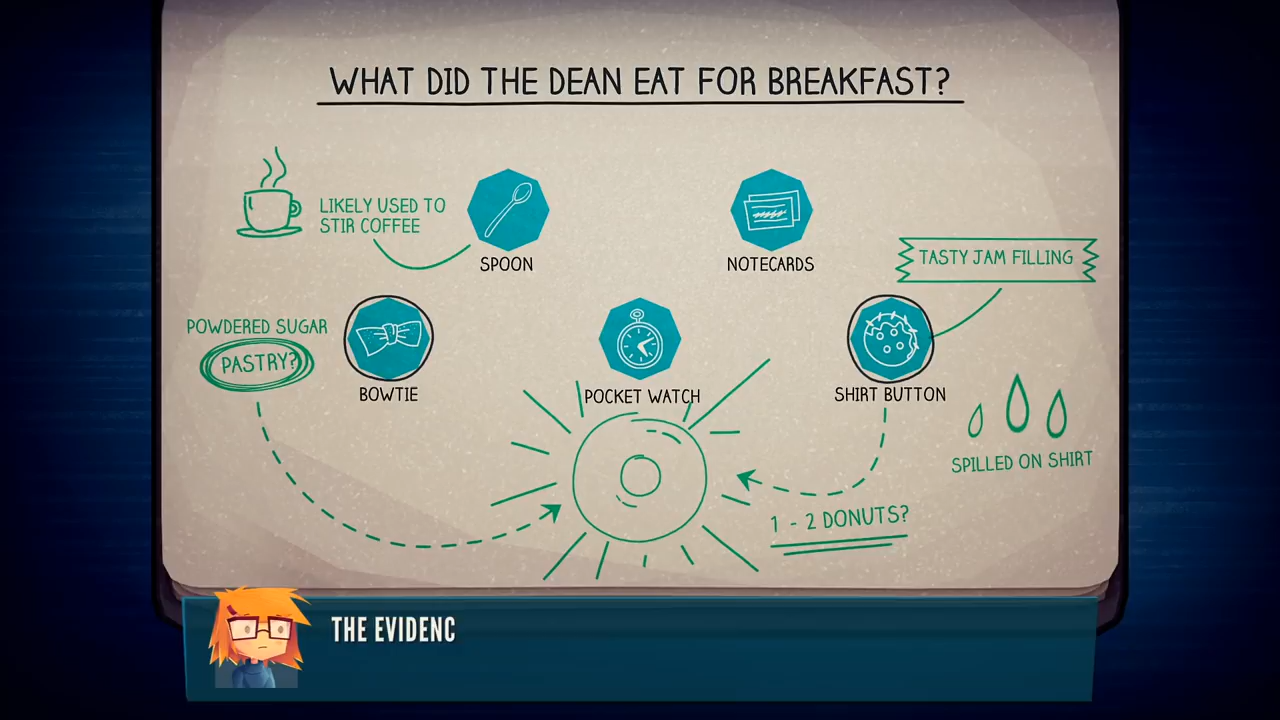 WHAT DID THE DEAN EAT FOR BREAKFAST?
LIKELY USED TO
STIR COFFEE
SPOON
NOTECARDS
TASTY JAM FILLING
POWDERED SUGAR
PASTRY?
BOWTIE
POCKET WATCH
SHIRT BUTTON
SPILLED ON SHIRT
1 - 2 DONUTS?
THE EVIDENC